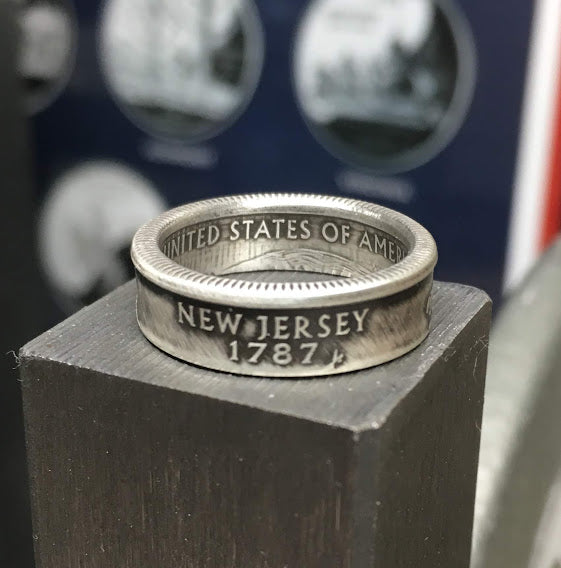 UNITED STATES OF AMER
NEW JERSEY
1787